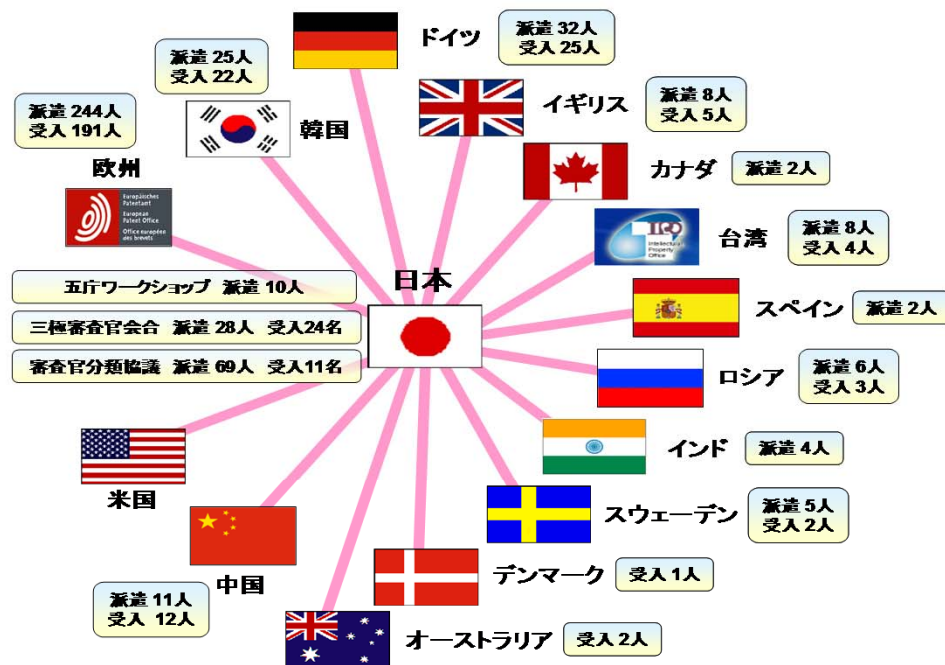 ドイツ
派遣 32人
受入 25人
派遣 25人
受入 22人
韓国
イギリス
派遣 8人
受入 5人
派遣 244人
受入 191人
欧州
Europäisches
Patentamt
European
Patent Office
Office européen
des brevets
カナダ
派遣 2人
台湾
派遣 8人
受入 4人
Intellectual
Property
Office
日本
五庁ワークショップ 派遣 10人
三極審査官会合 派遣 28人 受入24名
審査官分類協議 派遣 69人 受入11名
スペイン
派遣 2人
ロシア
派遣 6人
受入 3人
インド
派遣 4人
米国
スウェーデン
派遣 5人
受入 2人
中国
派遣 11人
受入 12人
デンマーク
受入 1人
オーストラリア
受入 2人